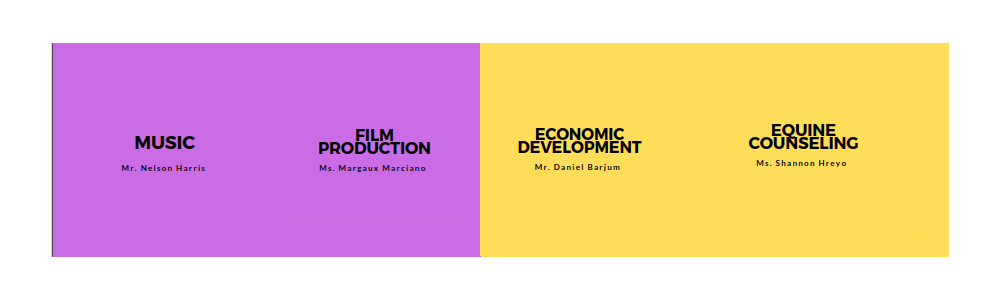 MUSIC
Mr. Nelson Harris
FILM
PRODUCTION
Ms. Margaux Marciano
ECONOMIC
DEVELOPMENT
Mr. Daniel Barjum
EQUINE
COUNSELING
Ms. Shannon Hreyo